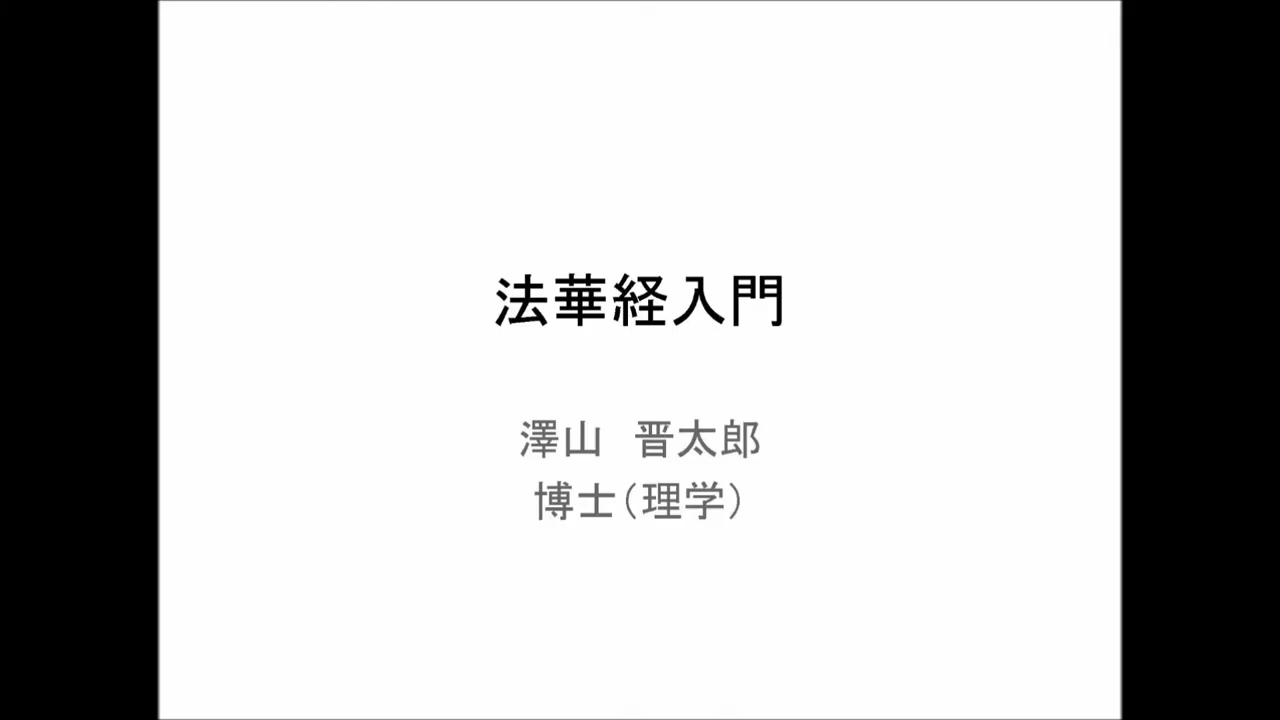 法華経入門
澤山　晋太郎
博士（理学）